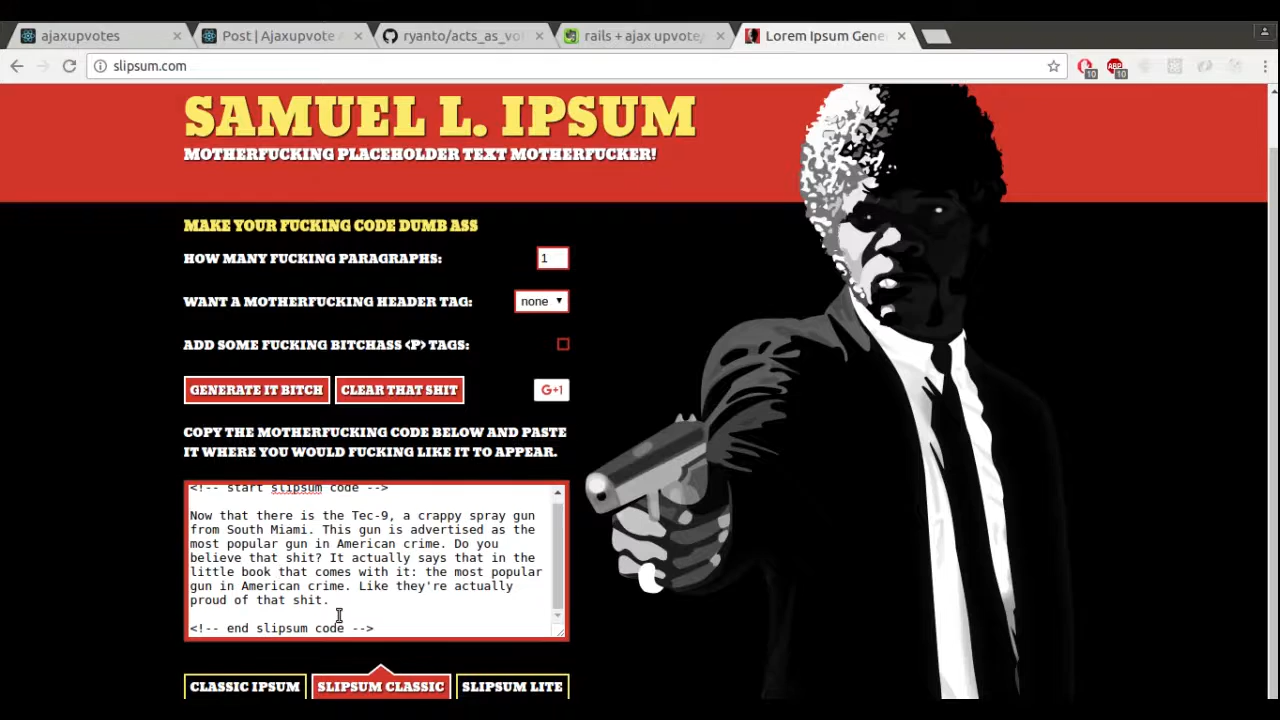 ajaxupvotes
Post | Ajaxupvote
ryanto/acts_as_vo
rails + ajax upvote/
Lorem Ipsum Gene
slipsum.com
10
ABP
10
SAMUEL L. IPSUM
MOTHERFUCKING PLACEHOLDER TEXT MOTHERFUCKER!
MAKE YOUR FUCKING CODE DUMB ASS
HOW MANY FUCKING PARAGRAPHS:
1
WANT A MOTHERFUCKING HEADER TAG:
none
ADD SOME FUCKING BITCHASS <P> TAGS:
GENERATE IT BITCH
CLEAR THAT SHIT
G+1
COPY THE MOTHERFUCKING CODE BELOW AND PASTE
IT WHERE YOU WOULD FUCKING LIKE IT TO APPEAR.
<!-- start slipsum code -->
Now that there is the Tec-9, a crappy spray gun
from South Miami. This gun is advertised as the
most popular gun in American crime. Do you
believe that shit? It actually says that in the
little book that comes with it: the most popular
gun in American crime. Like they're actually
proud of that shit.
<!-- end slipsum code -->
CLASSIC IPSUM
SLIPSUM CLASSIC
SLIPSUM LITE